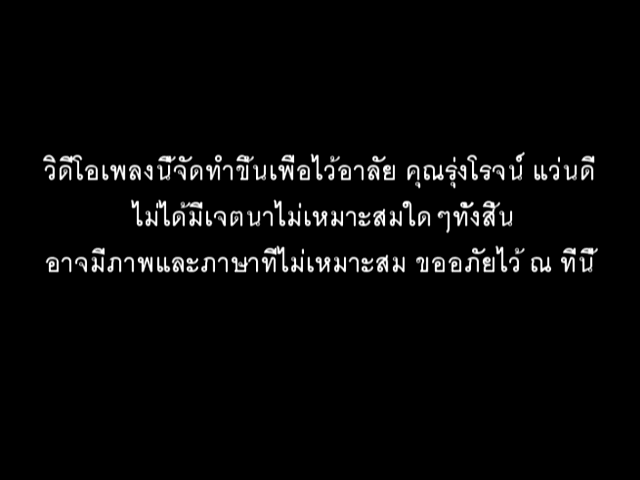 วิดีโอเพลงนี้จัดทำขึ้นเพื่อไว้อาลัย คุณรุ่งโรจน์ แว่นดี
ไม่ได้มีเจตนาไม่เหมาะสมใดๆทั้งสิ้น
อาจมีภาพและภาษาที่ไม่เหมาะสม ขออภัยไว้ ณ ที่นี้